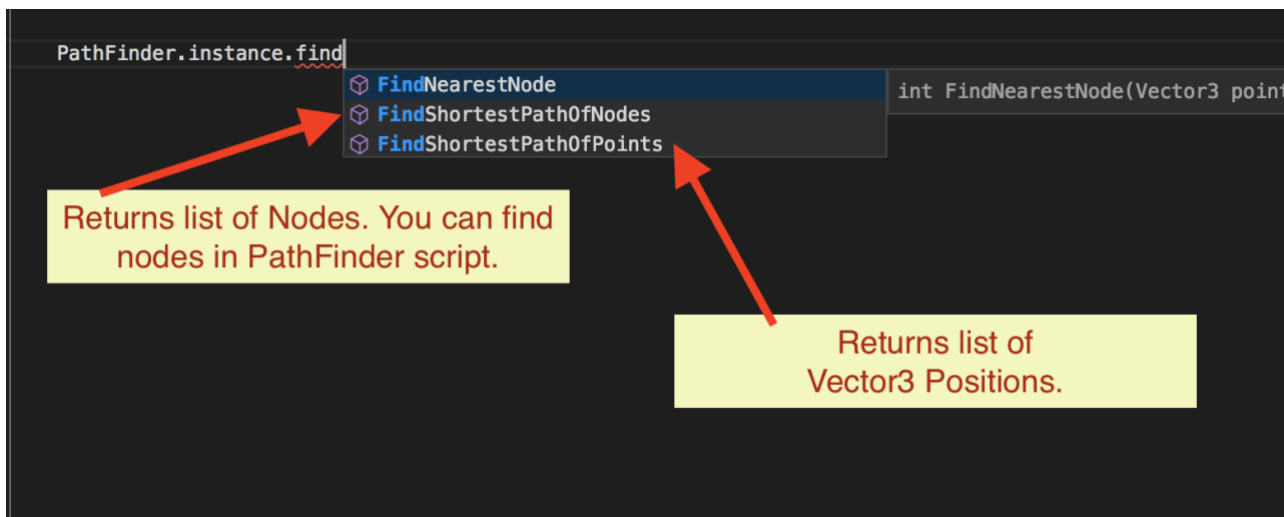 PathFinder.instance.find
FindNearestNode
int FindNearestNode(Vector3 point
FindShortestPathOfNodes
FindShortestPathOfPoints
Returns list of Nodes. You can find
nodes in PathFinder script.
Returns list of
Vector3 Positions.